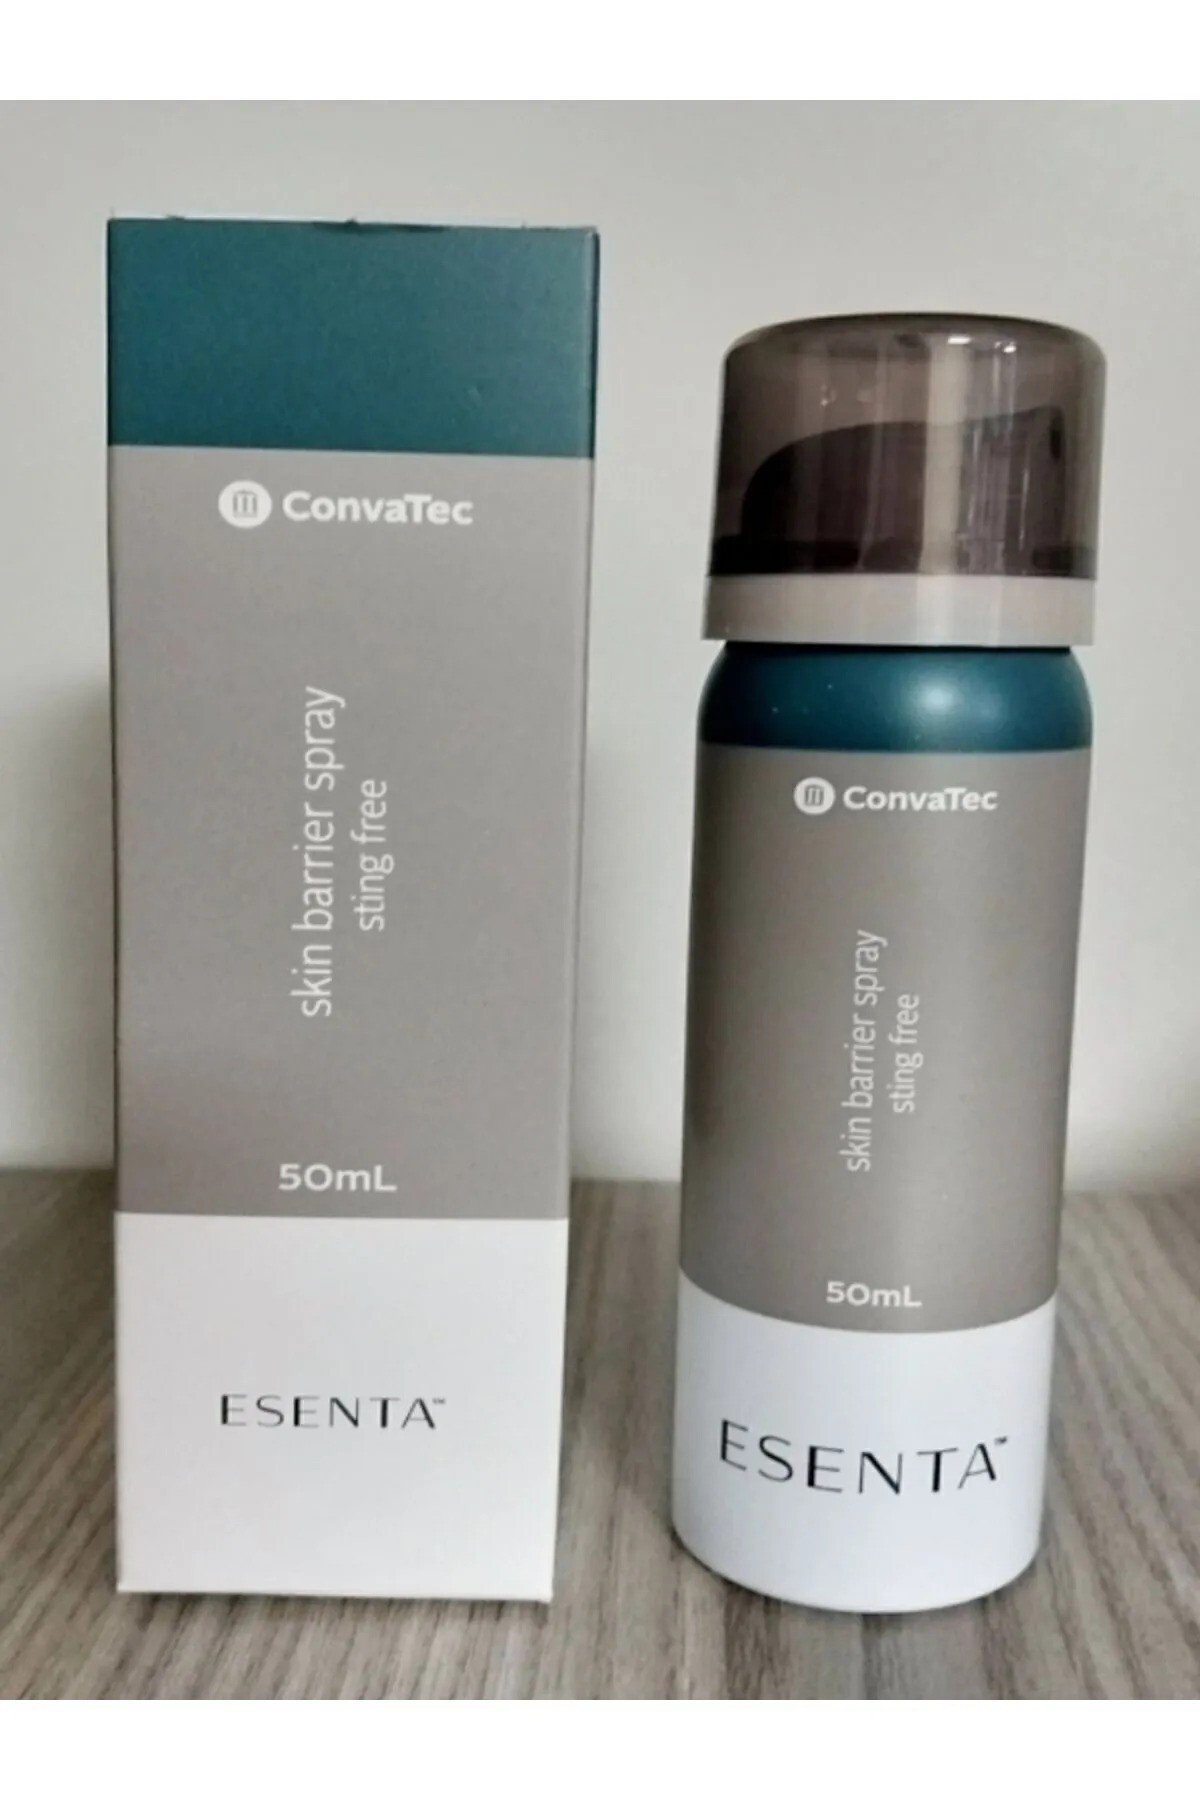 ConvaTec
skin barrier spray
sting free
50mL
ESENTA™
ConvaTec
skin barrier spray
sting free
50mL
ESENTA™